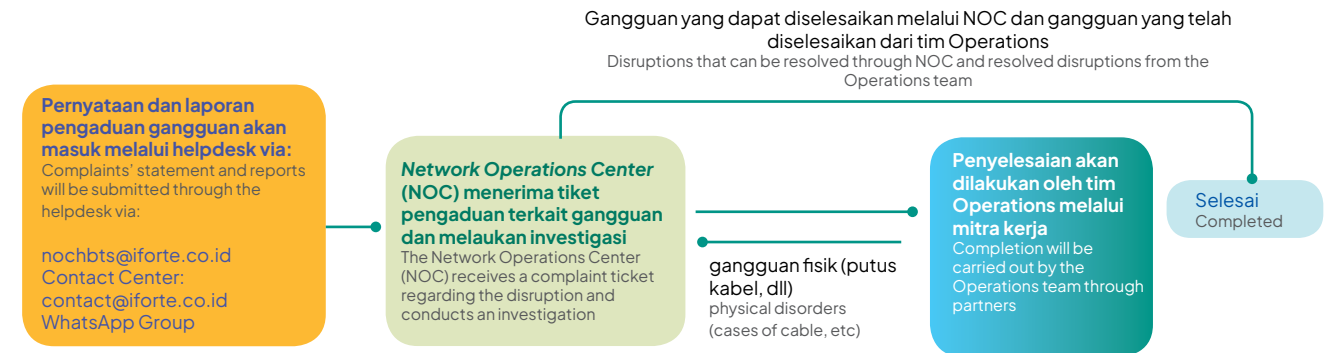 Gangguan yang dapat diselesaikan melalui NOC dan gangguan yang telah
diselesaikan dari tim Operations
Disruptions that can be resolved through NOC and resolved disruptions from the
Operations team
Pernyataan dan laporan
pengaduan gangguan akan
masuk melalui helpdesk via:
Complaints' statement and reports
will be submitted through the
helpdesk via:
nochbts@iforte.co.id
Contact Center:
contact@iforte.co.id
WhatsApp Group
Network Operations Center
(NOC) menerima tiket
pengaduan terkait gangguan
dan melaukan investigasi
The Network Operations Center
(NOC) receives a complaint ticket
regarding the disruption and
conducts an investigation
gangguan fisik (putus
kabel, dll)
physical disorders
(cases of cable, etc)
Penyelesaian akan
dilakukan oleh tim
Operations melalui
mitra kerja
Completion will be
carried out by the
Operations team through
partners
Selesai
Completed